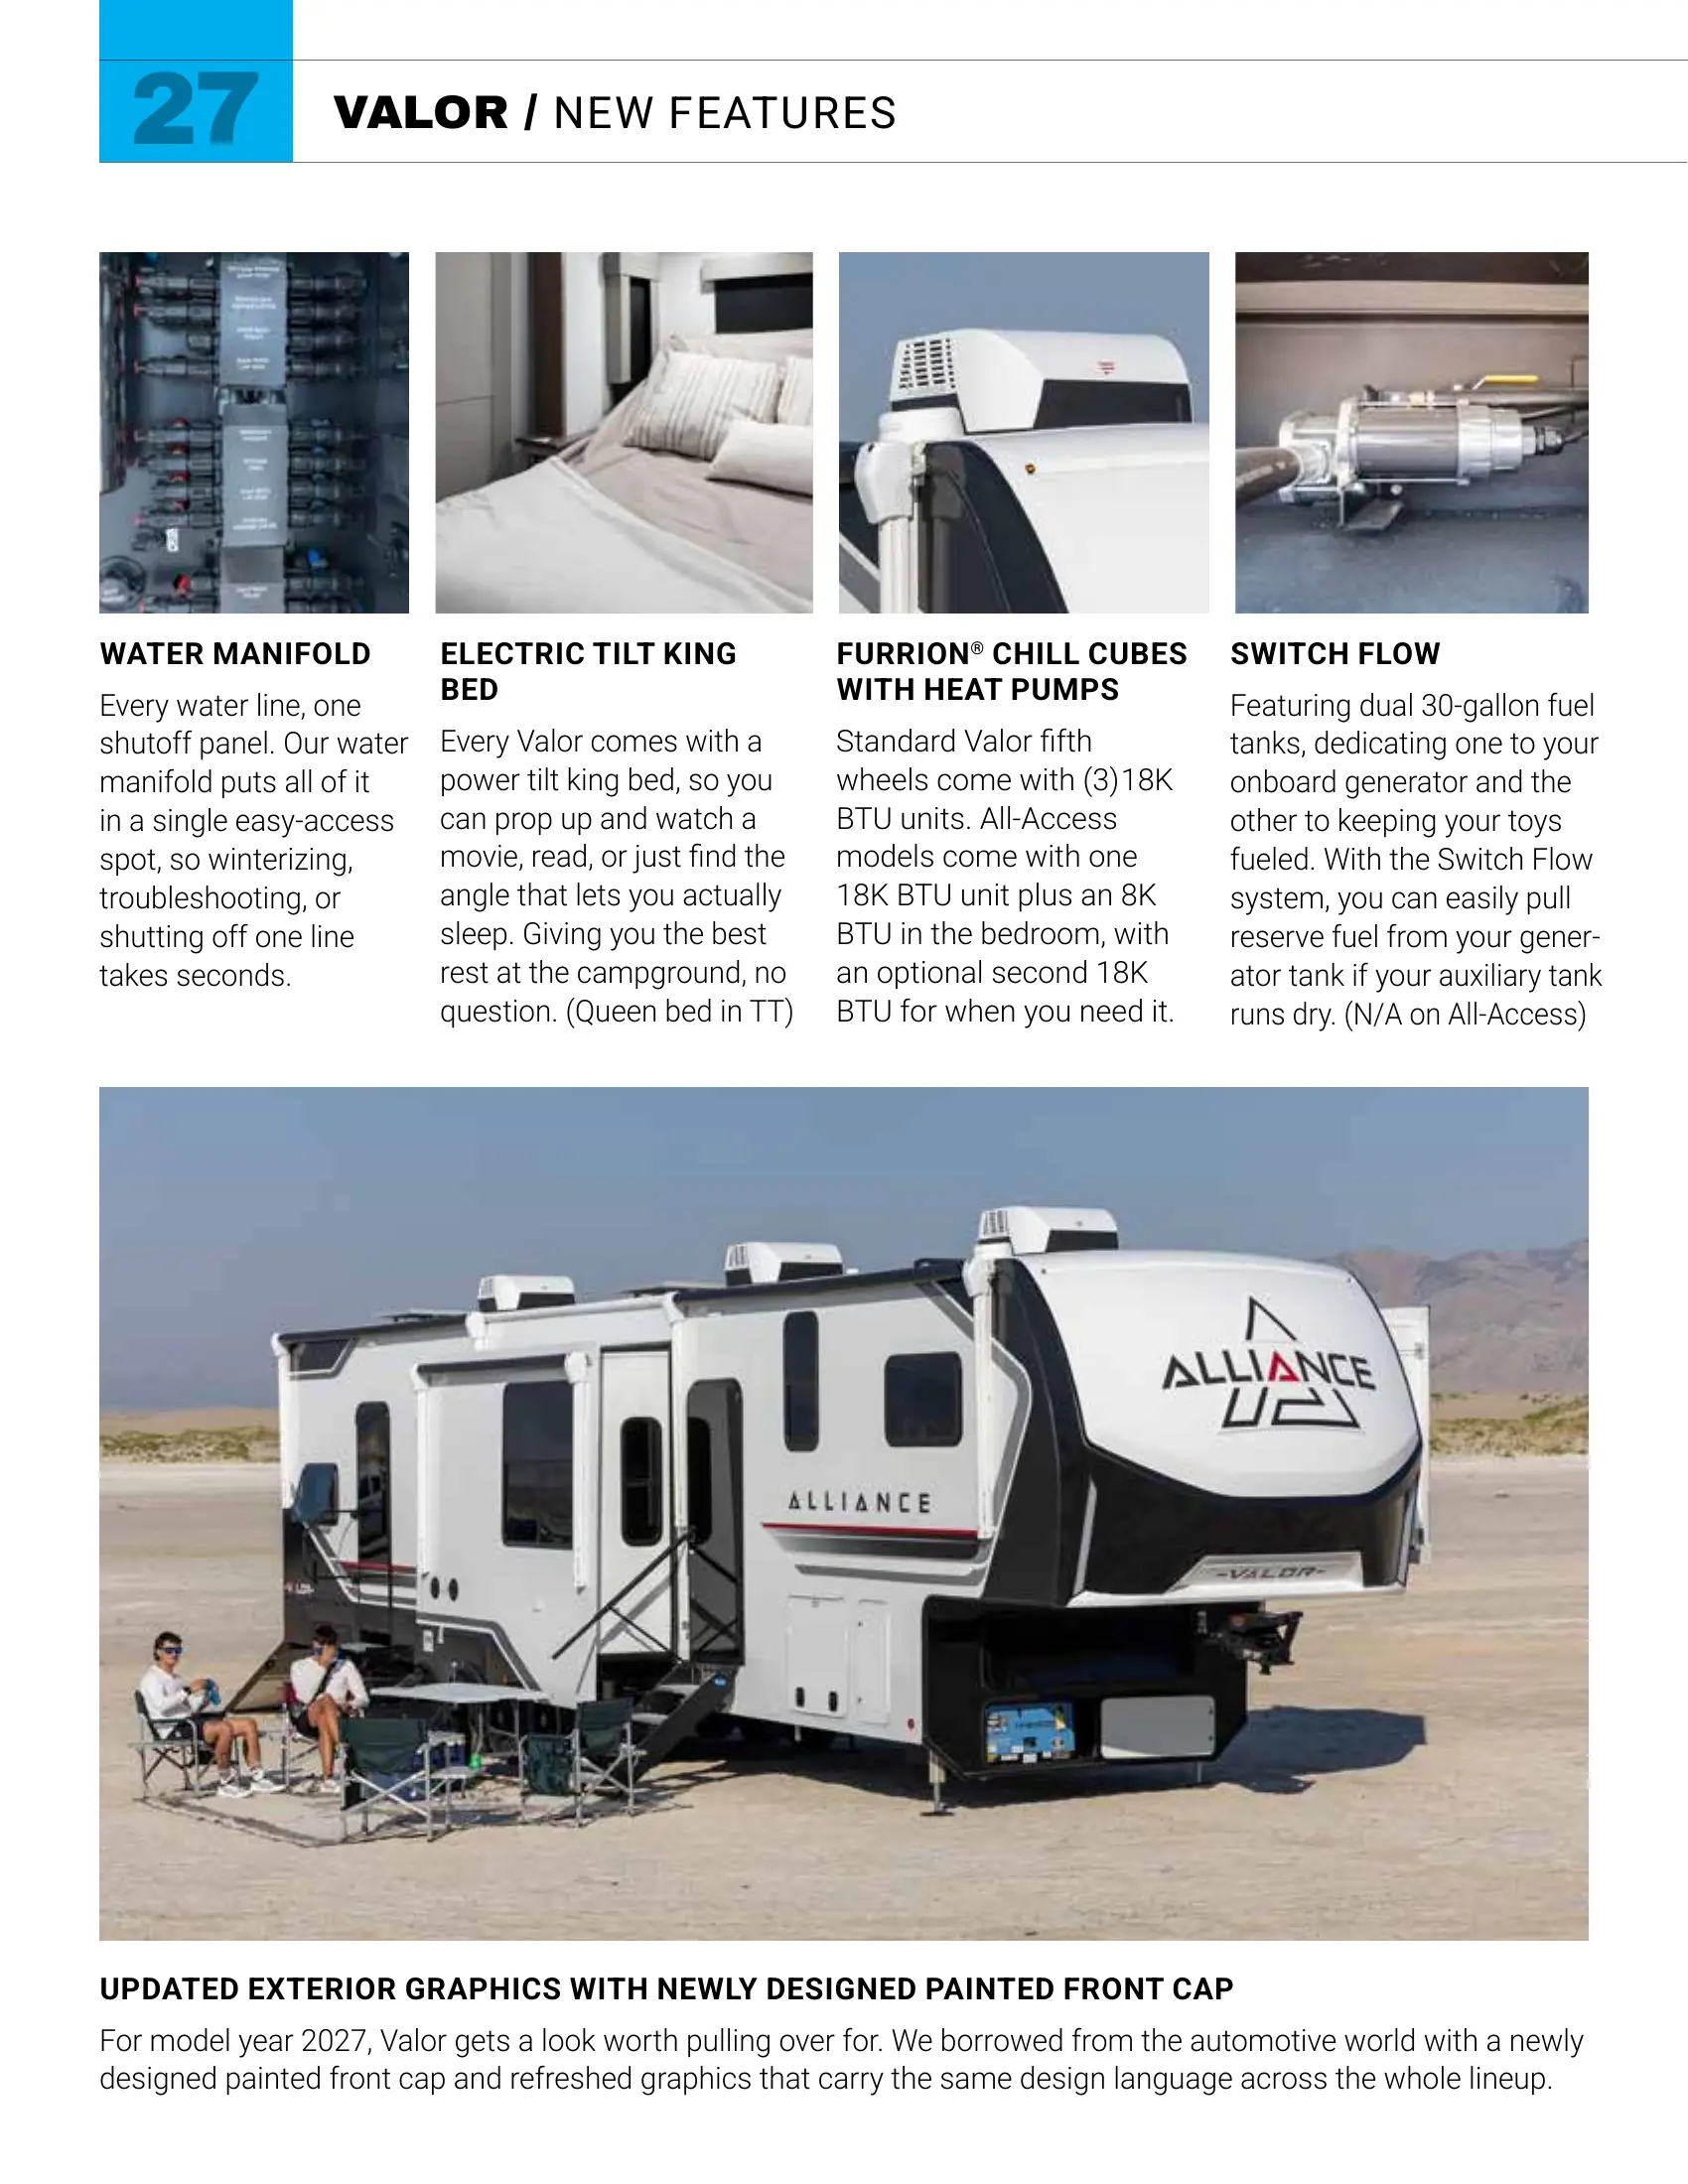 27
VALOR / NEW FEATURES
WATER MANIFOLD
Every water line, one
shutoff panel. Our water
manifold puts all of it
in a single easy-access
spot, so winterizing,
troubleshooting, or
shutting off one line
takes seconds.
ELECTRIC TILT KING
BED
Every Valor comes with a
power tilt king bed, so you
can prop up and watch a
movie, read, or just find the
angle that lets you actually
sleep. Giving you the best
rest at the campground, no
question. (Queen bed in TT)
FURRION® CHILL CUBES
WITH HEAT PUMPS
Standard Valor fifth
wheels come with (3)18K
BTU units. All-Access
models come with one
18K BTU unit plus an 8K
BTU in the bedroom, with
an optional second 18K
BTU for when you need it.
SWITCH FLOW
Featuring dual 30-gallon fuel
tanks, dedicating one to your
onboard generator and the
other to keeping your toys
fueled. With the Switch Flow
system, you can easily pull
reserve fuel from your gener-
ator tank if your auxiliary tank
runs dry. (N/A on All-Access)
ALLIANCE
ALLIANCE
-VALOR-
UPDATED EXTERIOR GRAPHICS WITH NEWLY DESIGNED PAINTED FRONT CAP
For model year 2027, Valor gets a look worth pulling over for. We borrowed from the automotive world with a newly
designed painted front cap and refreshed graphics that carry the same design language across the whole lineup.